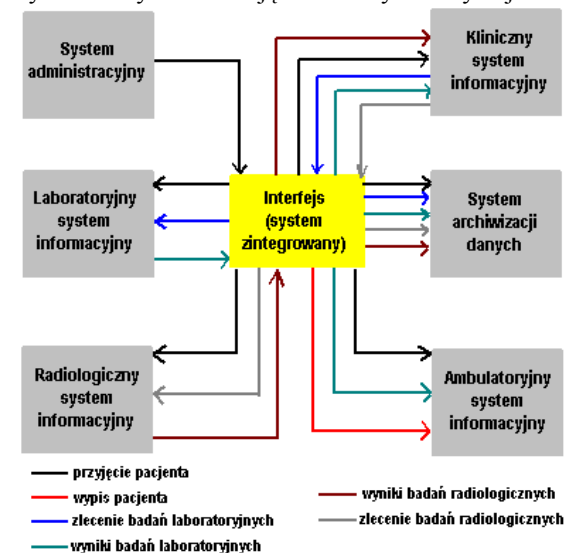 System
administracyjny
Kliniczny
system
informacyjny
Laboratoryjny
system
informacyjny
Interfejs
(system
zintegrowany)
System
archiwizacji
danych
Radiologiczny
system
informacyjny
Ambulatoryjny
system
informacyjny
przyjęcie pacjenta
wypis pacjenta
zlecenie badań laboratoryjnych
wyniki badań laboratoryjnych
wyniki badań radiologicznych
zlecenie badań radiologicznych